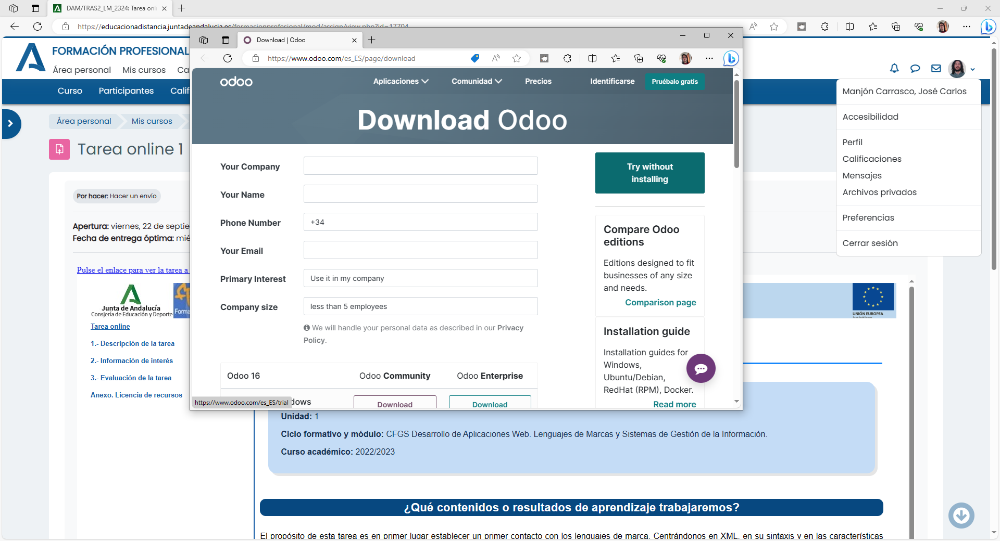 DAM/TRAS2_LM_2324: Tarea onli
https://educacionadistancia.juntadeandalucia.es/formacionprofesional/mod/assign/view.php?id=17704
FORMACIÓN PROFESIONAL
Área personal Mis cursos Ca
Curso Participantes Calif
Área personal Mis cursos
Tarea online 1
Por hacer: Hacer un envío
Apertura: viernes, 22 de septie
Fecha de entrega óptima: mié
Pulse el enlace para ver la tarea a
Junta de Andalucía
Consjería de Educación y Deporte
Forma
Tarea online
1.- Descripción de la tarea
2.- Información de interés
3.- Evaluación de la tarea
Anexo. Licencia de recursos
Download | Odoo
https://www.odoo.com/es_ES/page/download
odoo Aplicaciones Comunidad Precios Identificarse Pruébalo gratis
Download Odoo
Your Company
Your Name
Phone Number +34
Your Email
Primary Interest Use it in my company
Company size less than 5 employees
We will handle your personal data as described in our Privacy
Policy.
Odoo 16 Odoo Community Odoo Enterprise
dows Download Download
https://www.odoo.com/es_ES/trial
Try without
installing
Compare Odoo
editions
Editions designed to fit
businesses of any size
and needs.
Comparison page
Installation guide
Installation guides for
Windows,
Ubuntu/Debian,
RedHat (RPM), Docker.
Read more
Manjón Carrasco, José Carlos
Accesibilidad
Perfil
Calificaciones
Mensajes
Archivos privados
Preferencias
Cerrar sesión
UNIÓN EUROPEA
Unidad: 1
Ciclo formativo y módulo: CFGS Desarrollo de Aplicaciones Web. Lenguajes de Marcas y Sistemas de Gestión de la Información.
Curso académico: 2022/2023
¿Qué contenidos o resultados de aprendizaje trabajaremos?
El propósito de esta tarea es en primer lugar establecer un primer contacto con los lenguajes de marca. Centrándonos en XML, en su sintaxis y en las características